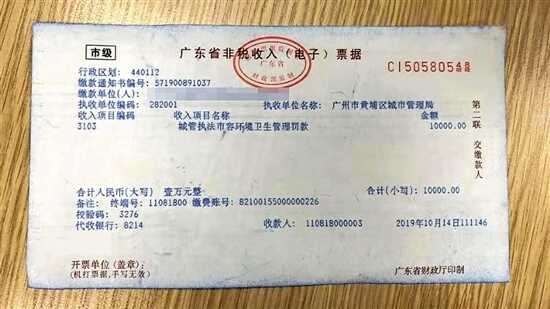 市级
广东省非税收入（电子）票据
广东省
CI5058054
行政区划: 440112
缴款通知书编号: 571900891037
缴款单位(人):
执收单位编码: 282001 执收单位名称: 广州市黄埔区城市管理局
收入项目编码 收入项目名称 金额
3103 城管执法市容环境卫生管理罚款 10000.00
合计人民币(大写) 壹万元整 合计(小写): 10000.00
备注: 终端号: 11081800 缴费账号: 82100155000000226
校验码: 3276
代收银行: 8214 收款人: 110818000003 2019年10月14日111146
开票单位(盖章):
(机打票据,手写无效) 广东省财政厅印制
第二联 交缴款人